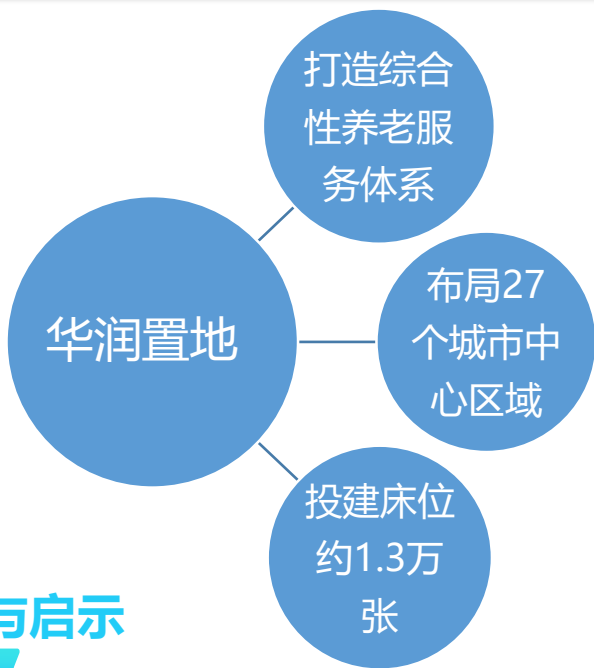 打造综合
性养老服
务体系
华润置地
布局27
个城市中
心区域
投建床位
约1.3万
张
与启示